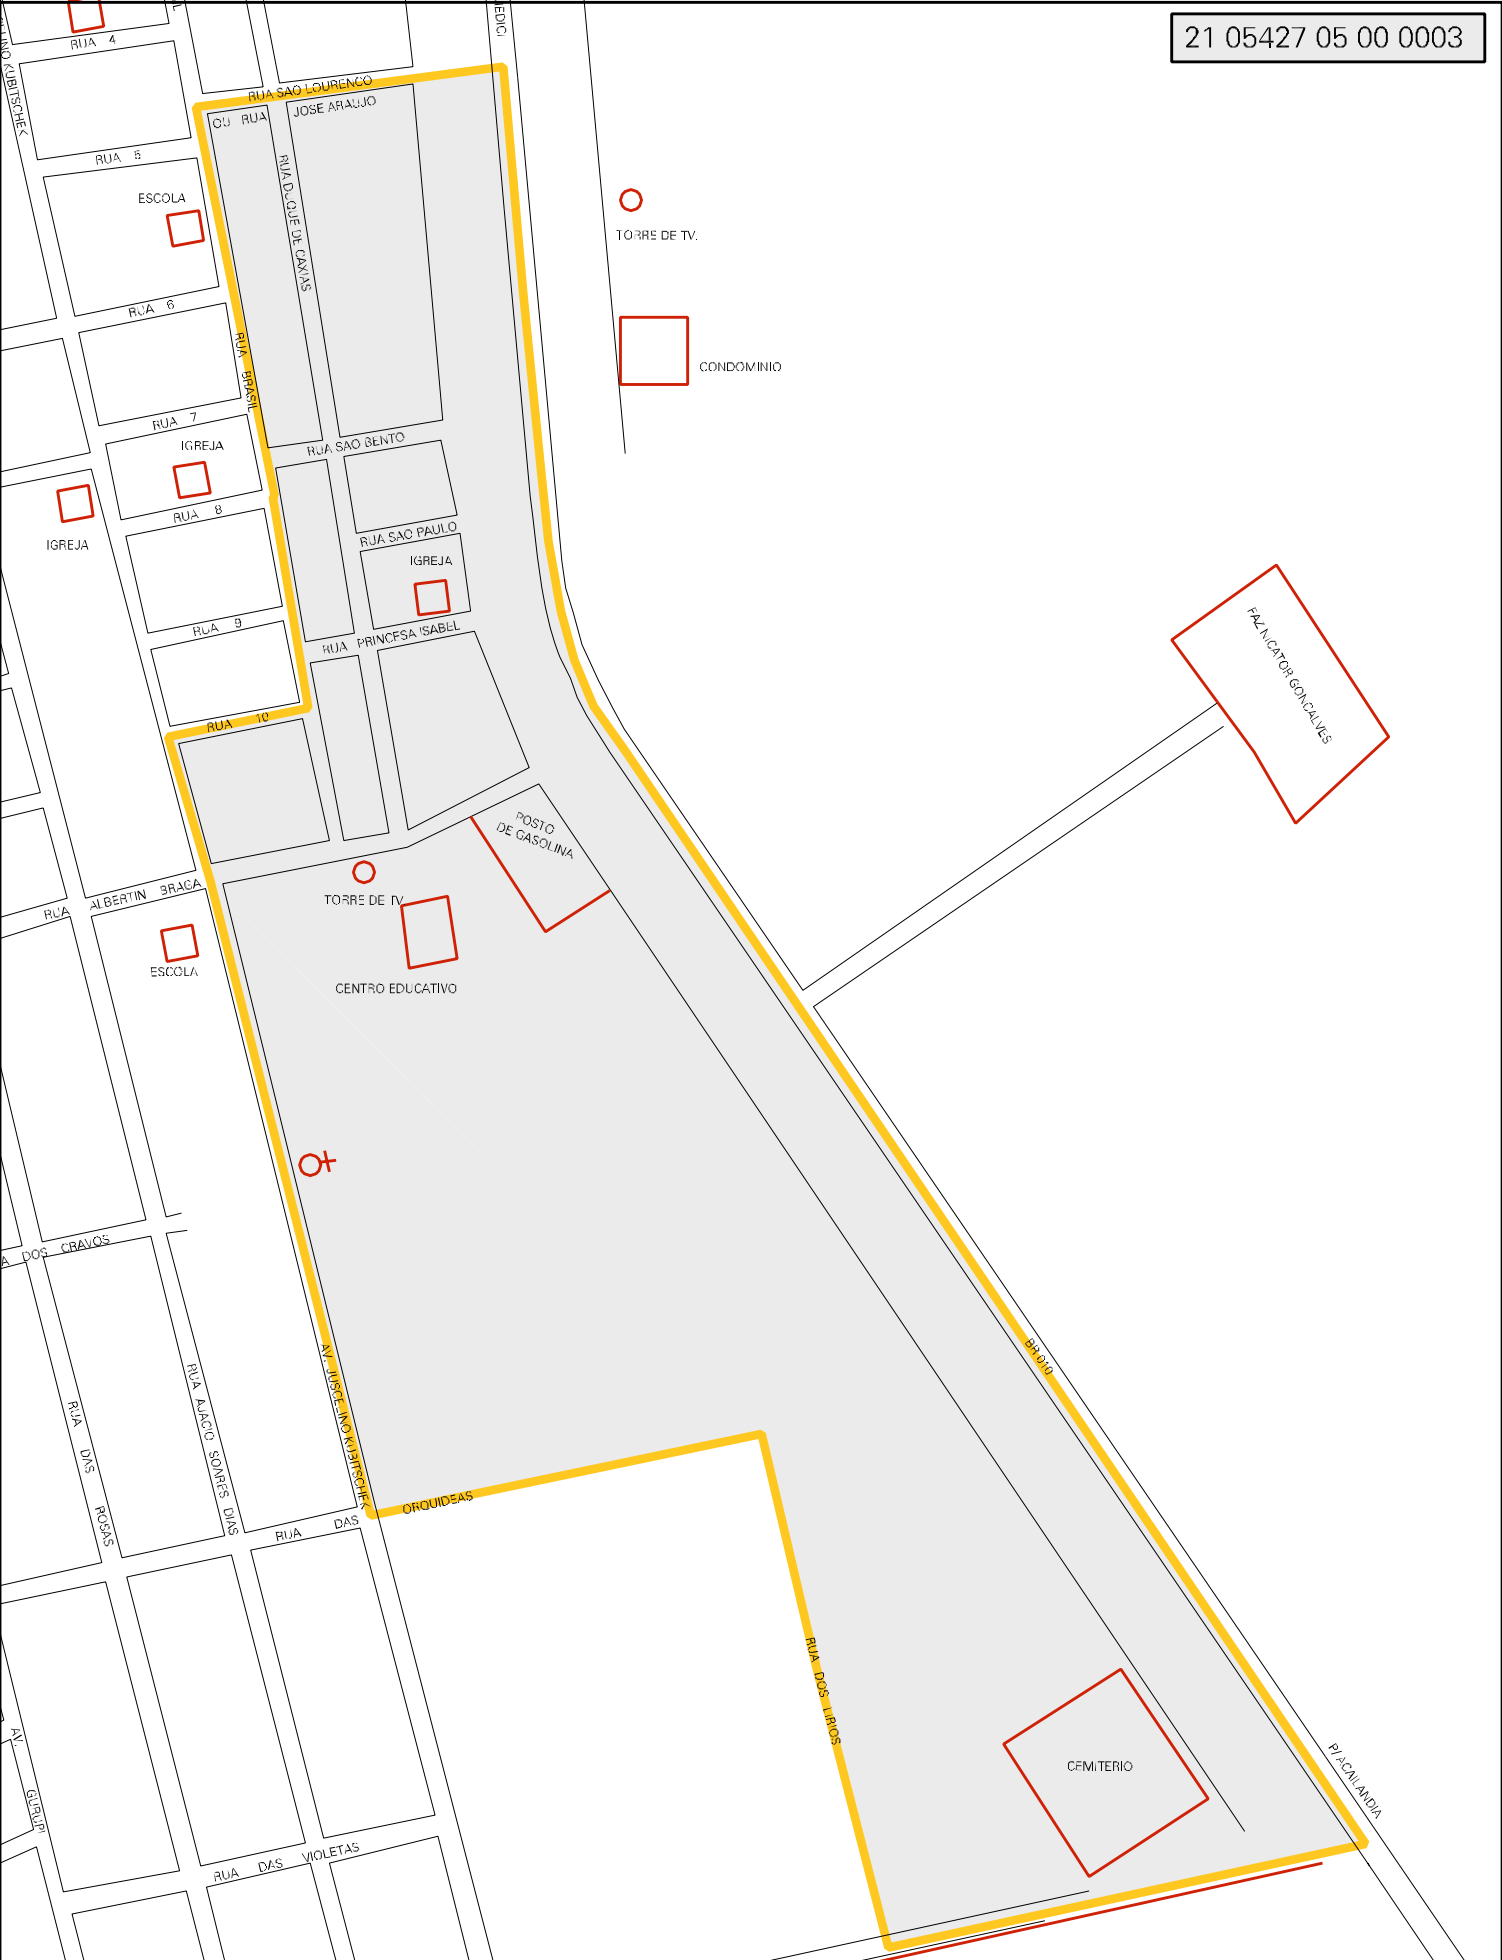 21 05427 05 00 0003
RUA 4
RUA SAO LOURENCO
OU RUA JOSE ARAUJO
RUA 5
RUA DUQUE DE CAXIAS
ESCOLA
TORRE DE TV.
RUA 6
RUA BRASIL
CONDOMINIO
RUA 7
IGREJA
RUA SAO BENTO
RUA 8
RUA SAO PAULO
IGREJA
IGREJA
RUA 9
RUA PRINCESA ISABEL
FAZ NICATOR GONCALVES
RUA 10
POSTO
DE GASOLINA
RUA ALBERTIN BRAGA
TORRE DE TV.
ESCOLA
CENTRO EDUCATIVO
DOS CRAVOS
BR 010
AV. JUSCELINO KUBITSCHEK
RUA AJACIO SOARES DIAS
RUA DAS ROSAS
RUA DAS ORQUIDEAS
RUA DOS LIRIOS
AV. GURUPI
CEMITERIO
P/ ACAILANDIA
RUA DAS VIOLETAS